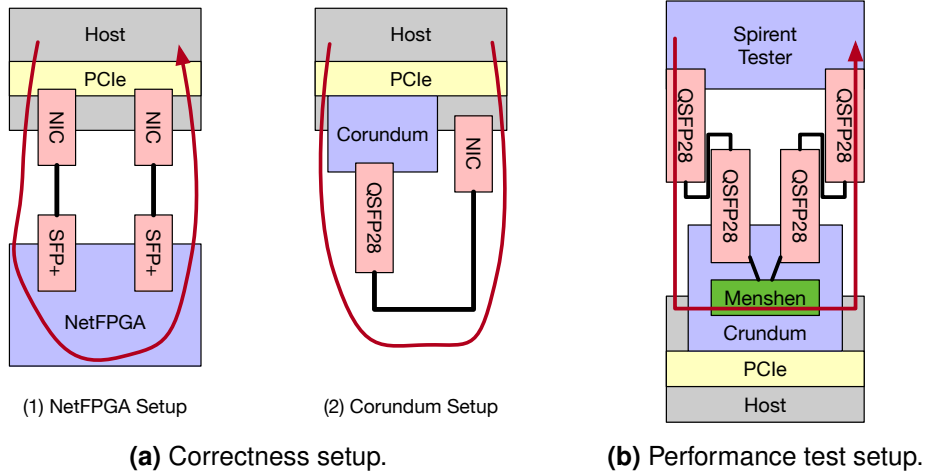 Host
PCIe
NIC
NIC
SFP+
SFP+
NetFPGA
(1) NetFPGA Setup
Host
PCIe
Corundum
QSFP28
NIC
(2) Corundum Setup
(a) Correctness setup.
Spirent
Tester
QSFP28
QSFP28
QSFP28
QSFP28
Menshen
Crundum
PCIe
Host
(b) Performance test setup.